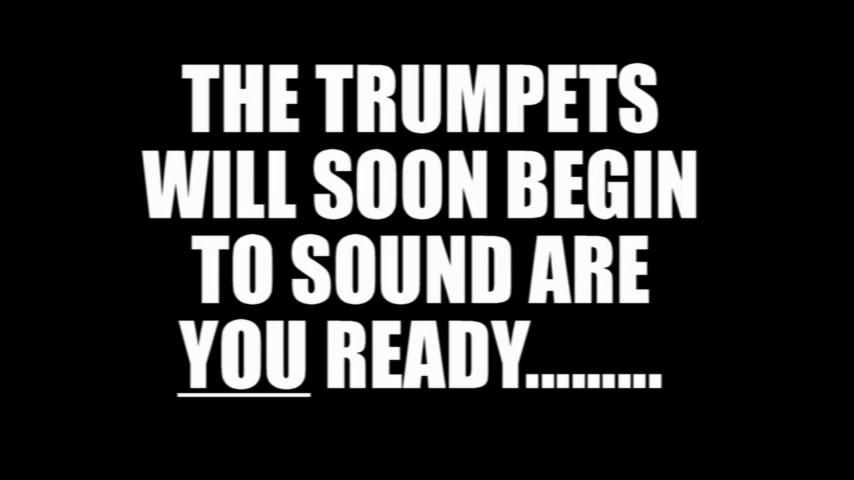 THE TRUMPETS
WILL SOON BEGIN
TO SOUND ARE
YOU READY.........